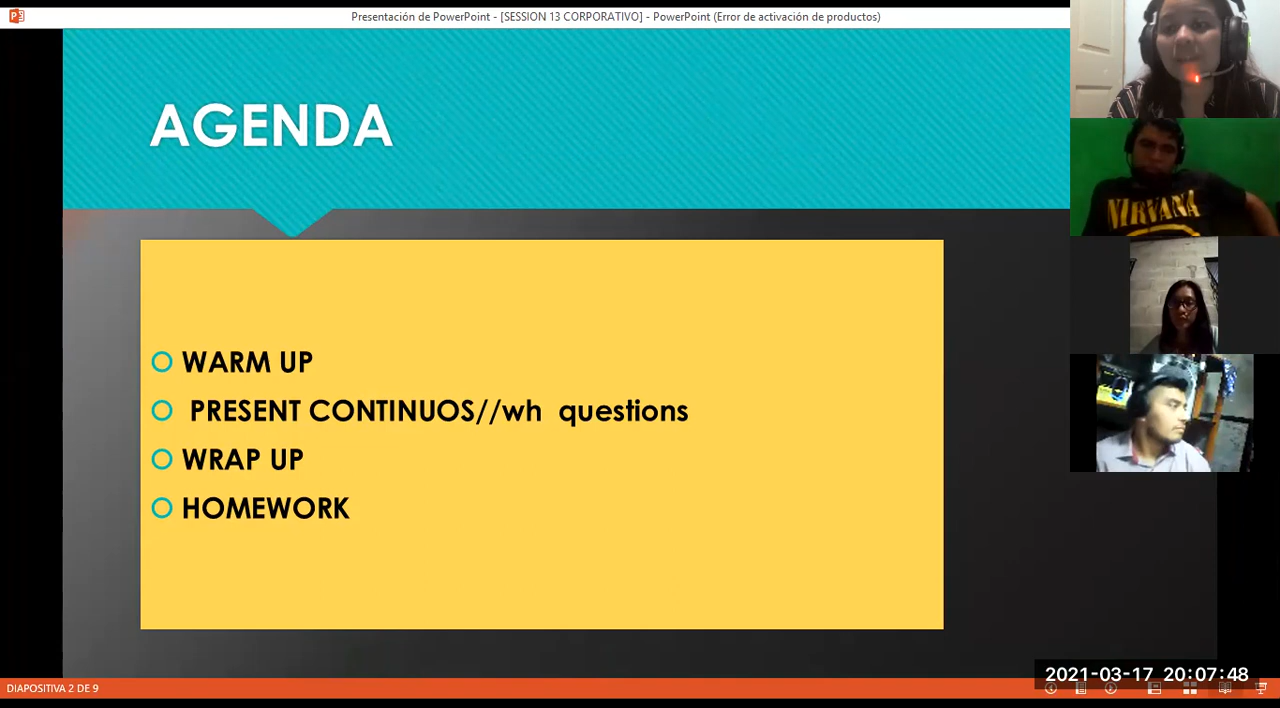 Presentación de PowerPoint - [SESSION 13 CORPORATIVO] - PowerPoint (Error de activación de productos)
AGENDA
WARM UP
PRESENT CONTINUOS//wh questions
WRAP UP
HOMEWORK
NIRVANA
2021-03-17 20:07:48
DIAPOSITIVA 2 DE 9